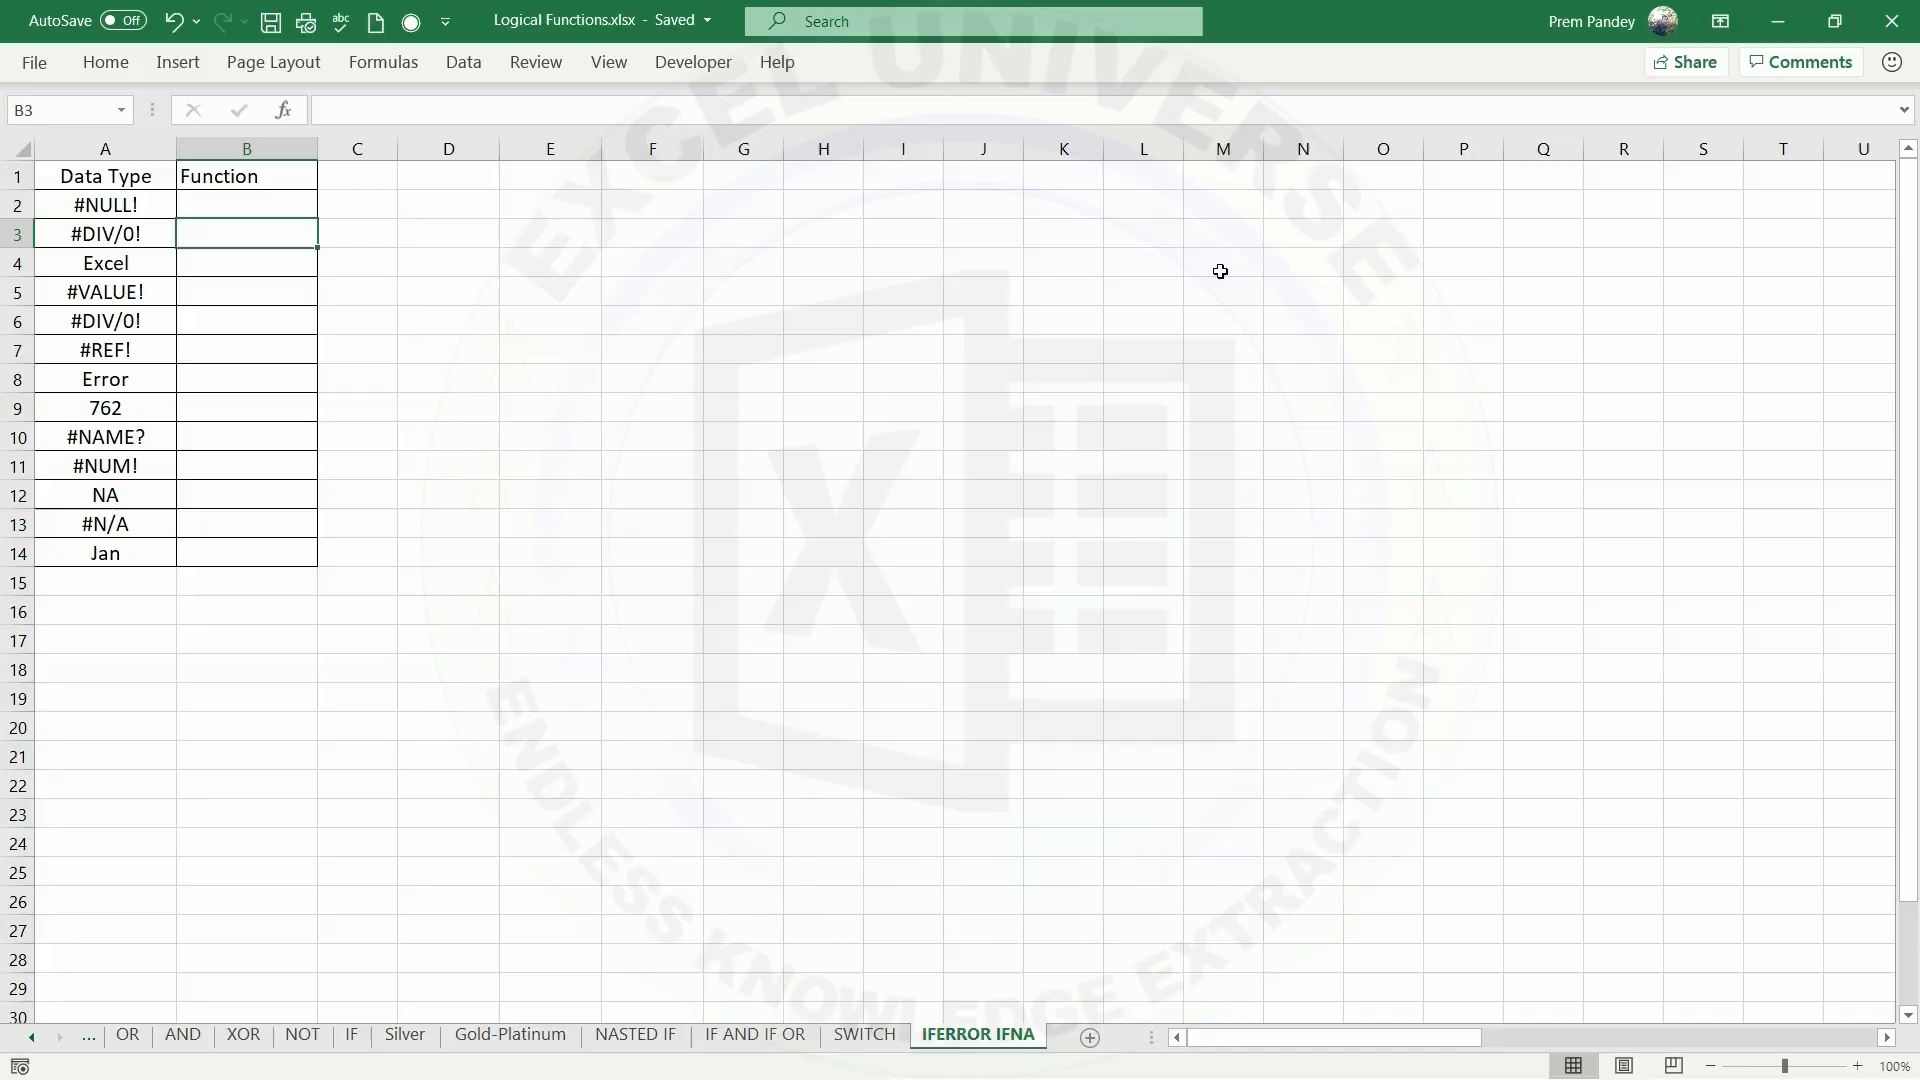 AutoSave Off abc Logical Functions.xlsx - Saved Search Prem Pandey
File Home Insert Page Layout Formulas Data Review View Developer Help Share Comments
B3 fx
A B C D E F G H I J K L M N O P Q R S T U
1 Data Type Function
2 #NULL!
3 #DIV/0!
4 Excel
5 #VALUE!
6 #DIV/0!
7 #REF!
8 Error
9 762
10 #NAME?
11 #NUM!
12 NA
13 #N/A
14 Jan
15
16
17
18
19
20
21
22
23
24
25
26
27
28
29
30
EXCEL UNIVERSE
X
ENDLESS KNOWLEDGE EXTRACTION
... OR AND XOR NOT IF Silver Gold-Platinum NASTED IF IF AND IF OR SWITCH IFERROR IFNA
100%